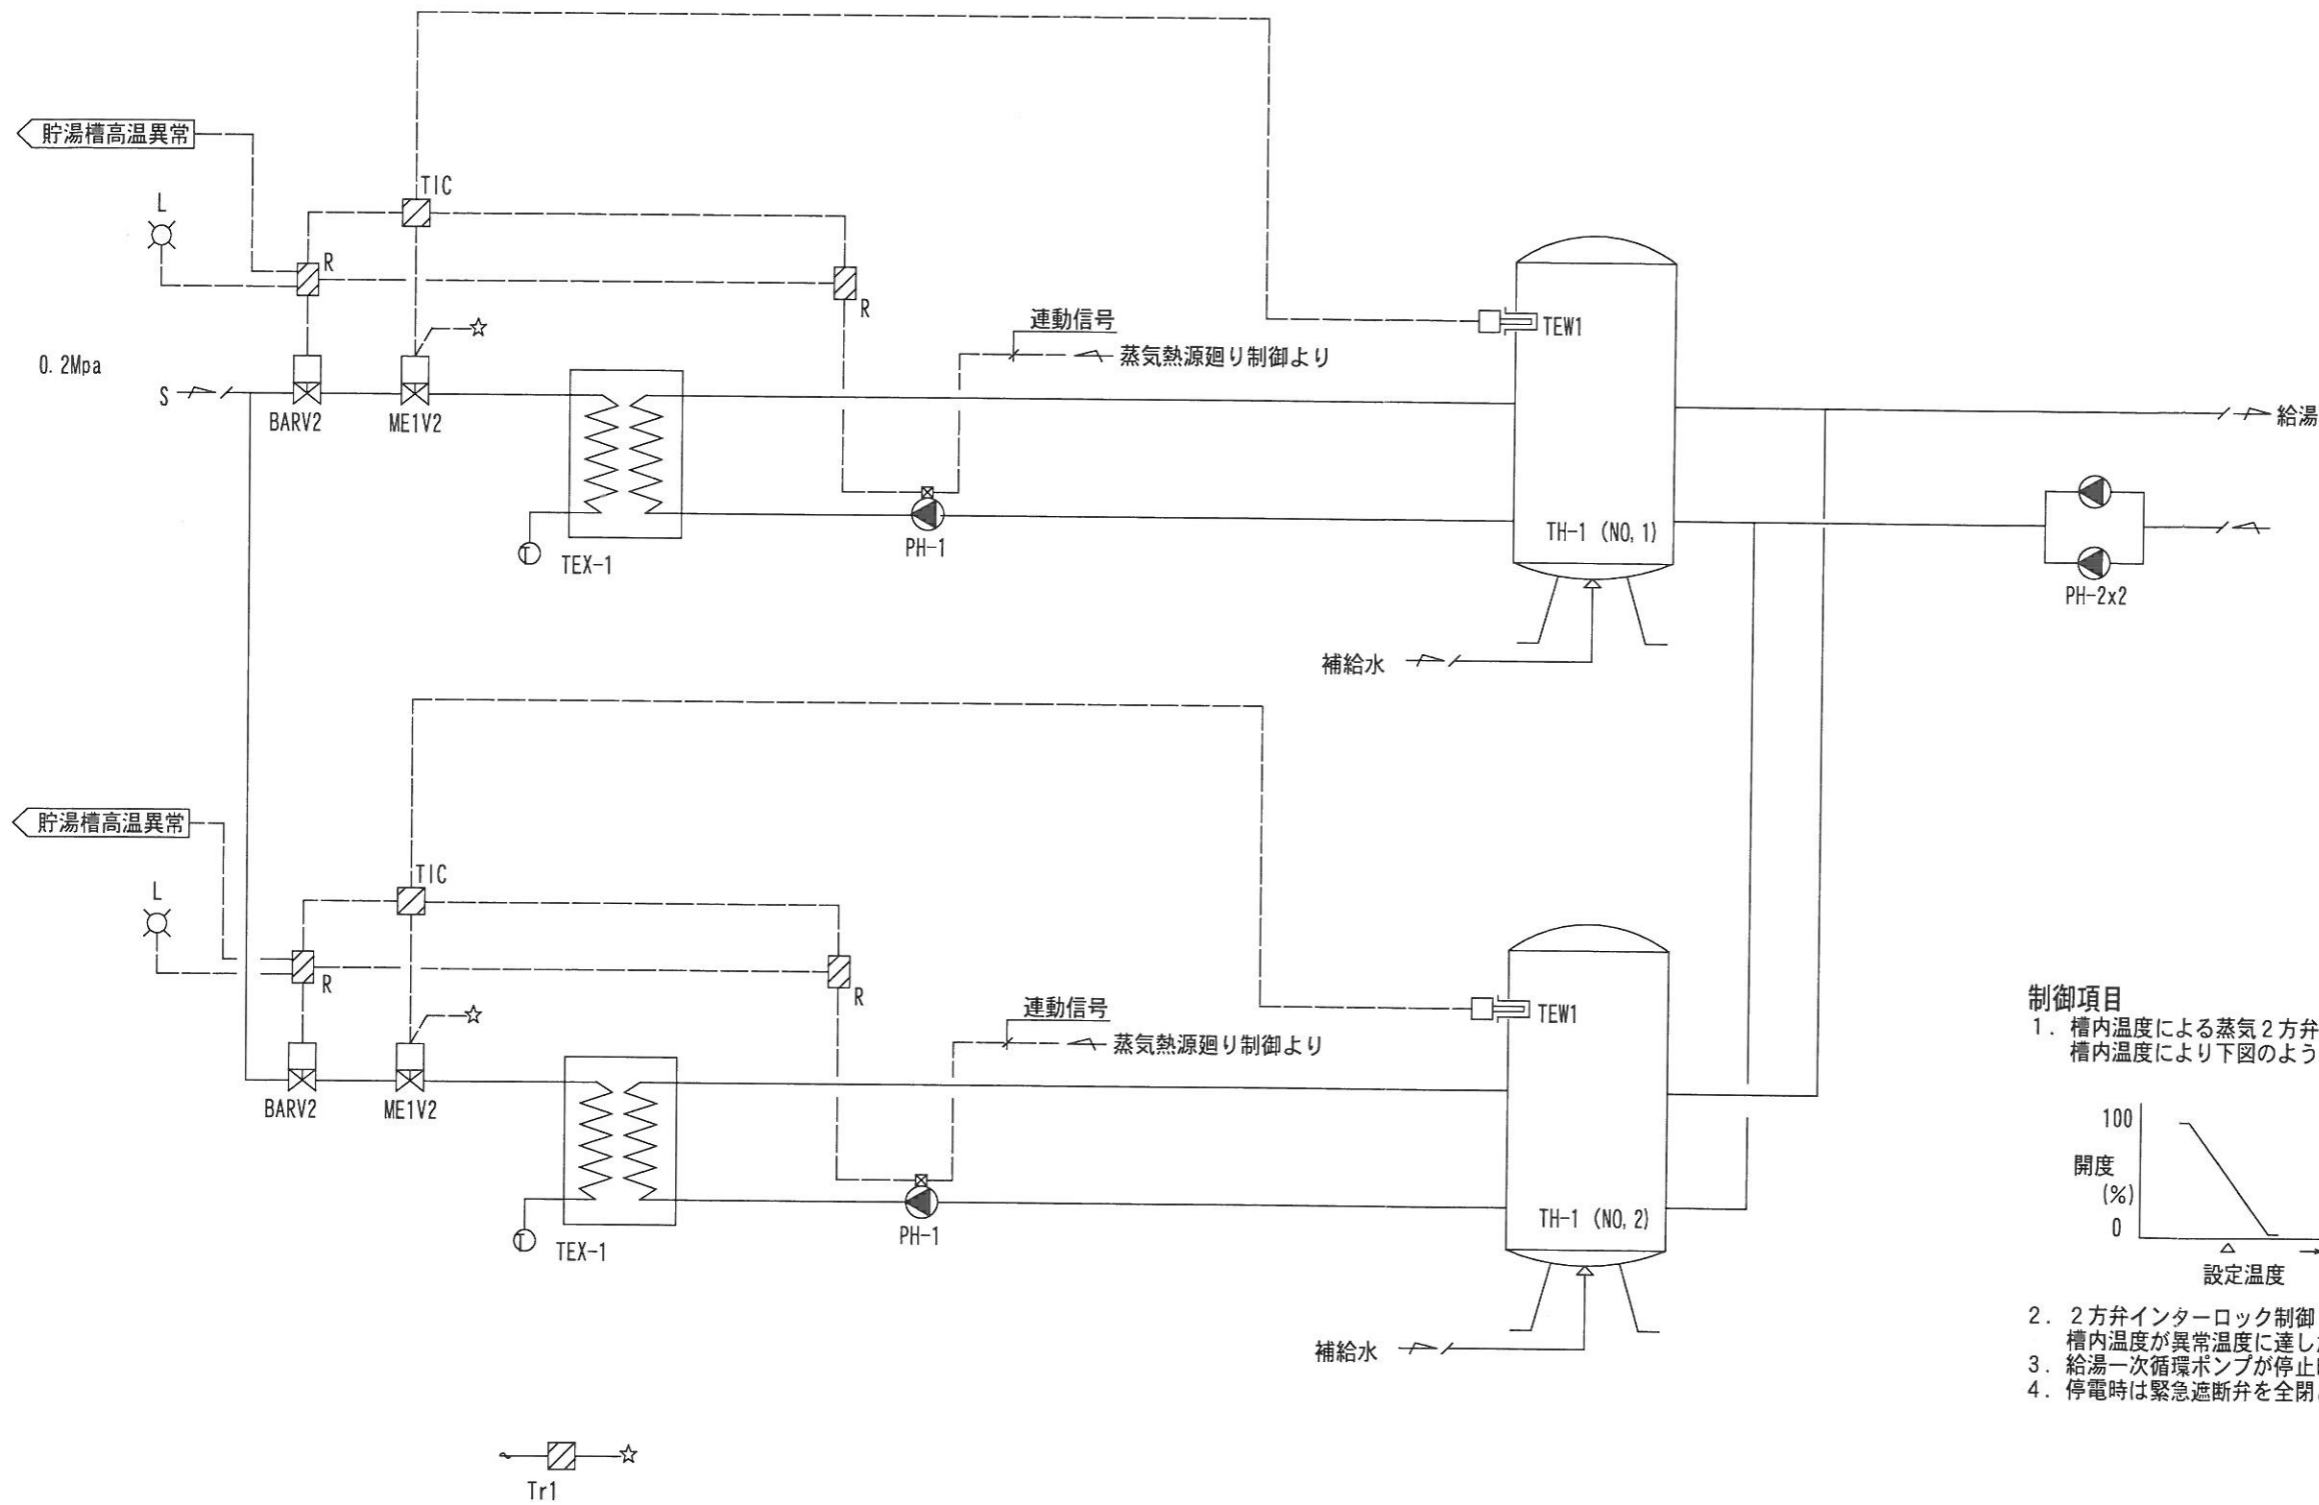 貯湯槽高温異常
TIC
L
R
R
連動信号
蒸気熱源廻り制御より
TEW1
0.2Mpa
S
BARV2
ME1V2
給湯
TEX-1
PH-1
TH-1 (NO,1)
PH-2x2
補給水
貯湯槽高温異常
TIC
L
R
R
連動信号
蒸気熱源廻り制御より
TEW1
BARV2
ME1V2
T
TEX-1
PH-1
TH-1 (NO,2)
補給水
T
Tr1
制御項目
1. 槽内温度による蒸気2方弁
槽内温度により下図のよう
100
開度
(%)
0
設定温度
2. 2方弁インターロック制御
槽内温度が異常温度に達し
3. 給湯一次循環ポンプが停止
4. 停電時は緊急遮断弁を全閉